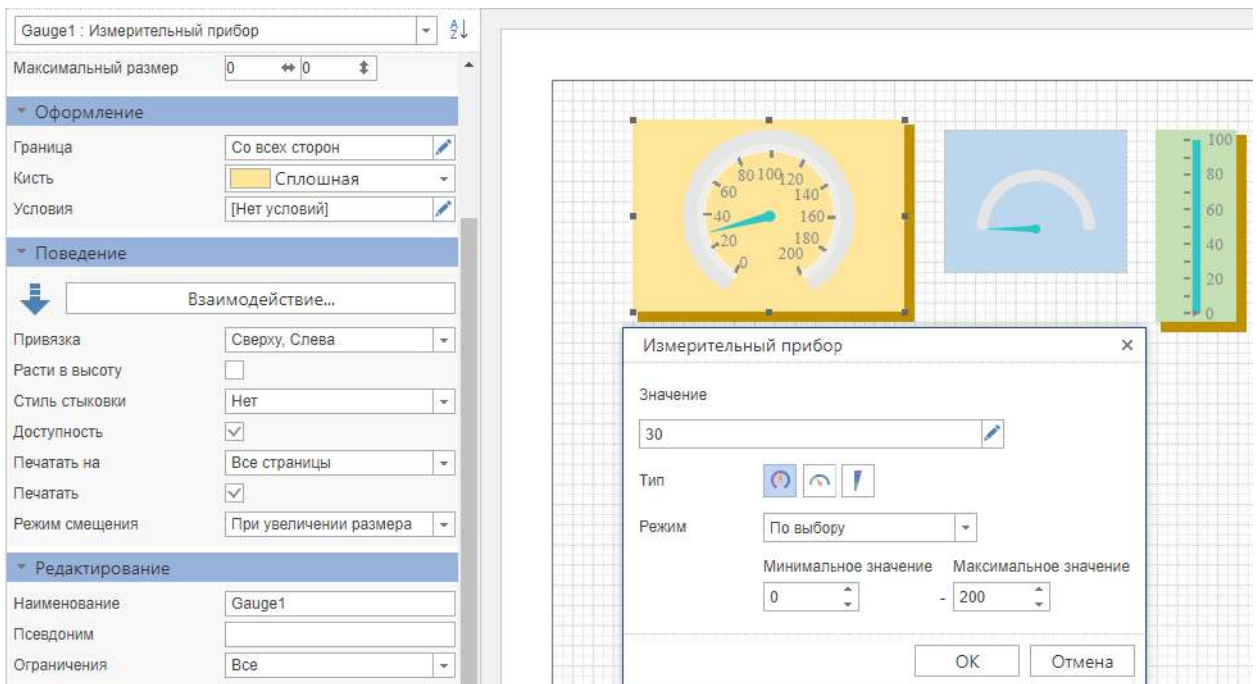 Gauge1 : Измерительный прибор
Максимальный размер 0 0
Оформление
Граница Со всех сторон
Кисть Сплошная
Условия [Нет условий]
Поведение
Взаимодействие...
Привязка Сверху, Слева
Расти в высоту
Стиль стыковки Нет
Доступность
Печатать на Все страницы
Печатать
Режим смещения При увеличении размера
Редактирование
Наименование Gauge1
Псевдоним
Ограничения Все
0
20
40
60
80
100
120
140
160
180
200
100
80
60
40
20
0
Измерительный прибор
Значение
30
Тип
Режим По выбору
Минимальное значение Максимальное значение
0 - 200
OK Отмена